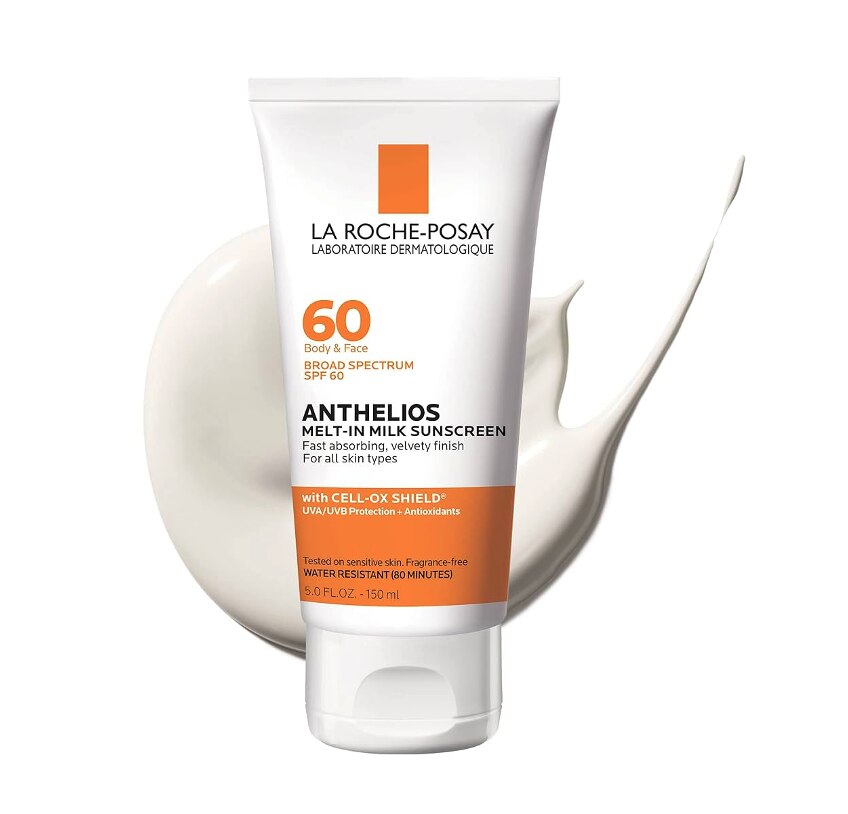 LA ROCHE-POSAY
LABORATOIRE DERMATOLOGIQUE
60
Body & Face
BROAD SPECTRUM
SPF 60
ANTHELIOS
MELT-IN MILK SUNSCREEN
Fast absorbing, velvety finish
For all skin types
with CELL-OX SHIELD®
UVA/UVB Protection + Antioxidants
Tested on sensitive skin. Fragrance-free
WATER RESISTANT (80 MINUTES)
5.0 FL.OZ. - 150 ml